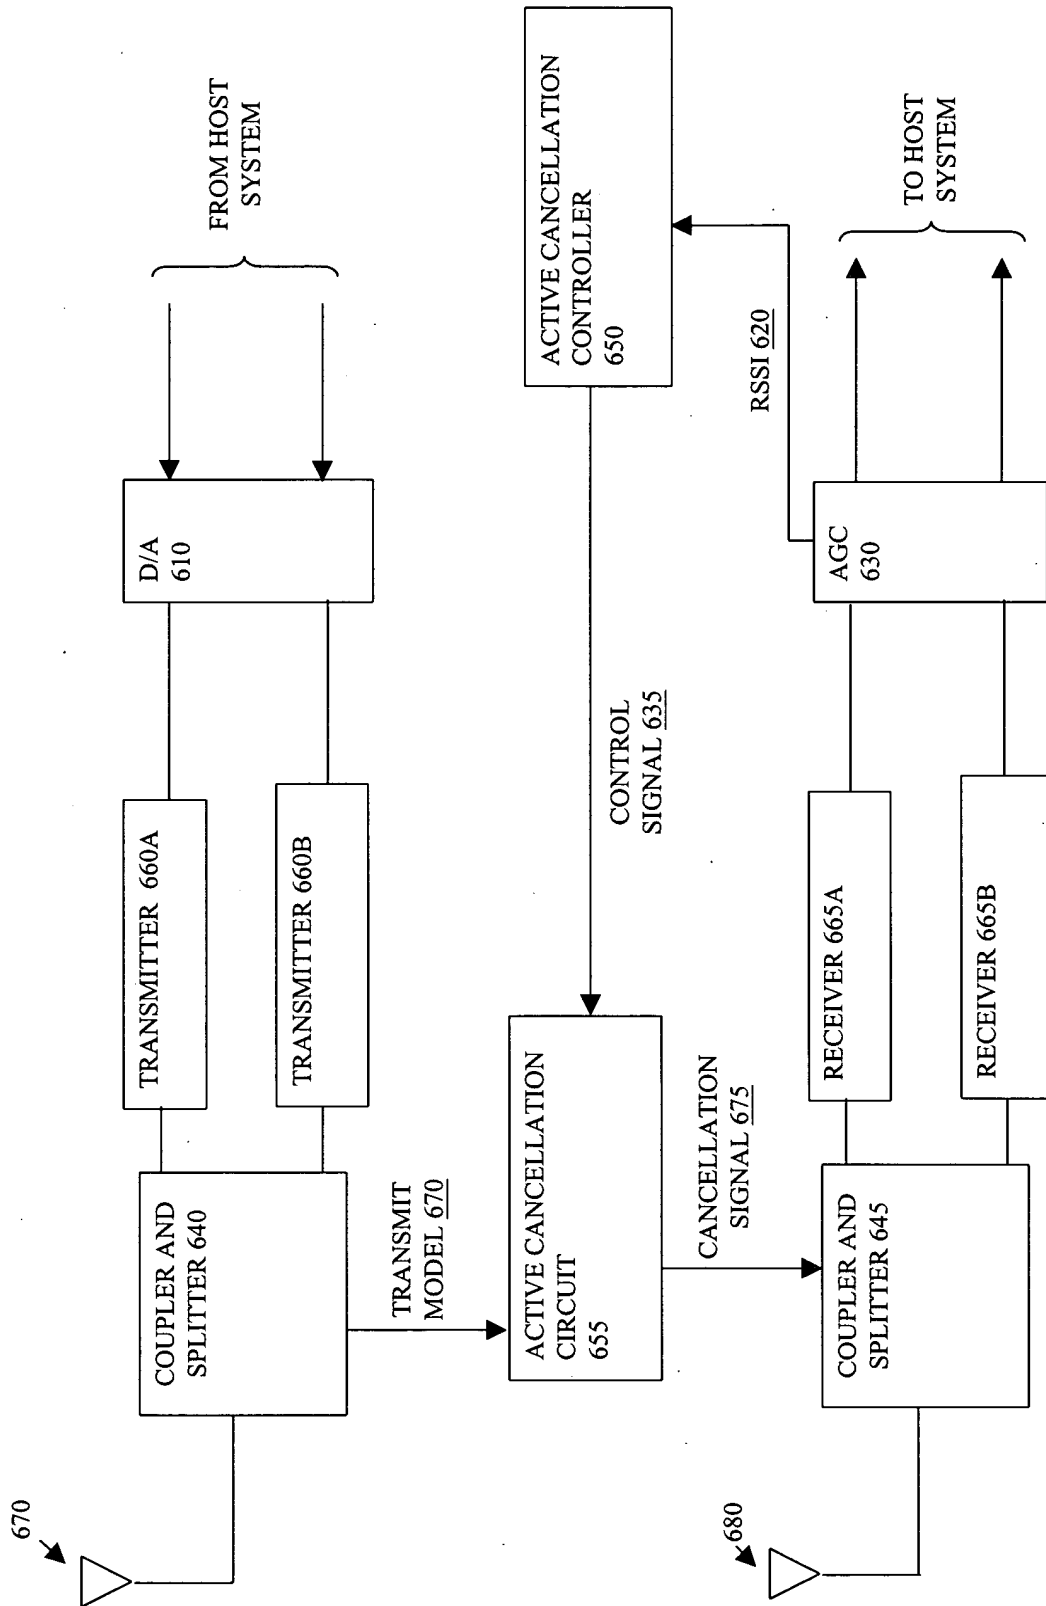 670
COUPLER AND
SPLITTER 640
TRANSMITTER 660A
TRANSMITTER 660B
D/A
610
FROM HOST
SYSTEM
TRANSMIT
MODEL 670
ACTIVE CANCELLATION
CIRCUIT
655
CONTROL
SIGNAL 635
ACTIVE CANCELLATION
CONTROLLER
650
CANCELLATION
SIGNAL 675
RSSI 620
680
COUPLER AND
SPLITTER 645
RECEIVER 665A
RECEIVER 665B
AGC
630
TO HOST
SYSTEM